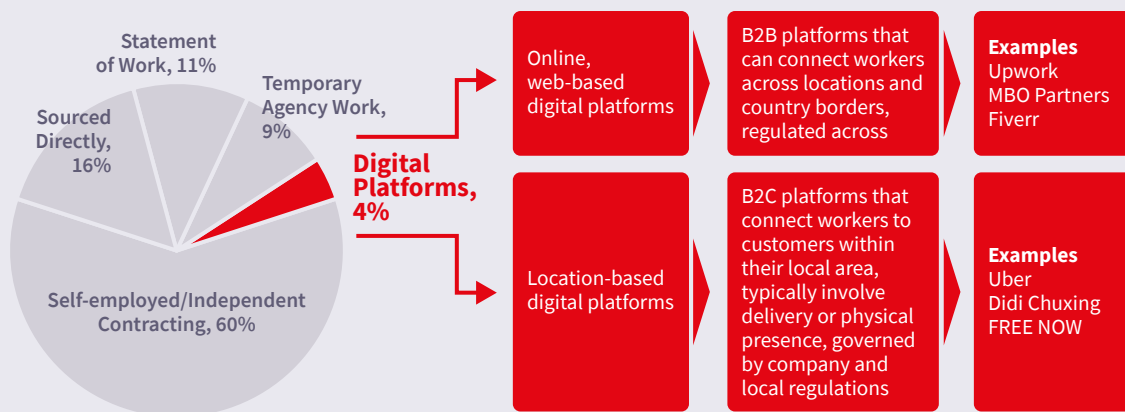 Statement
of Work, 11%
Temporary
Agency Work,
9%
Sourced
Directly,
16%
Digital
Platforms,
4%
Self-employed/Independent
Contracting, 60%
Online,
web-based
digital platforms
B2B platforms that
can connect workers
across locations and
country borders,
regulated across
Examples
Upwork
MBO Partners
Fiverr
Location-based
digital platforms
B2C platforms that
connect workers to
customers within
their local area,
typically involve
delivery or physical
presence, governed
by company and
local regulations
Examples
Uber
Didi Chuxing
FREE NOW